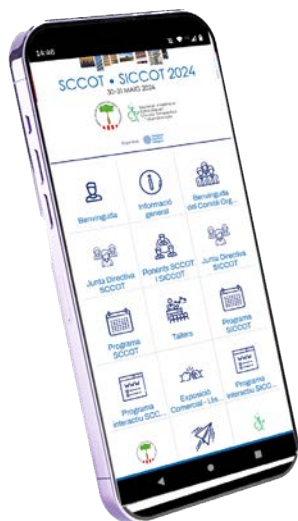 14:46
SCCOT • SICCOT 2024
30-31 MAIG 2024
Benvinguda
Informació
general
Benvinguda
del Comitè Org...
Junta Directiva
SCCOT
Ponents SCCOT
i SICCOT
Junta Directiva
SICCOT
Programa
SCCOT
Tallers
Programa
SICCOT
Programa
interactiu SCC...
Exposició
Comercial - Llis...
Programa
interactiu SICC...